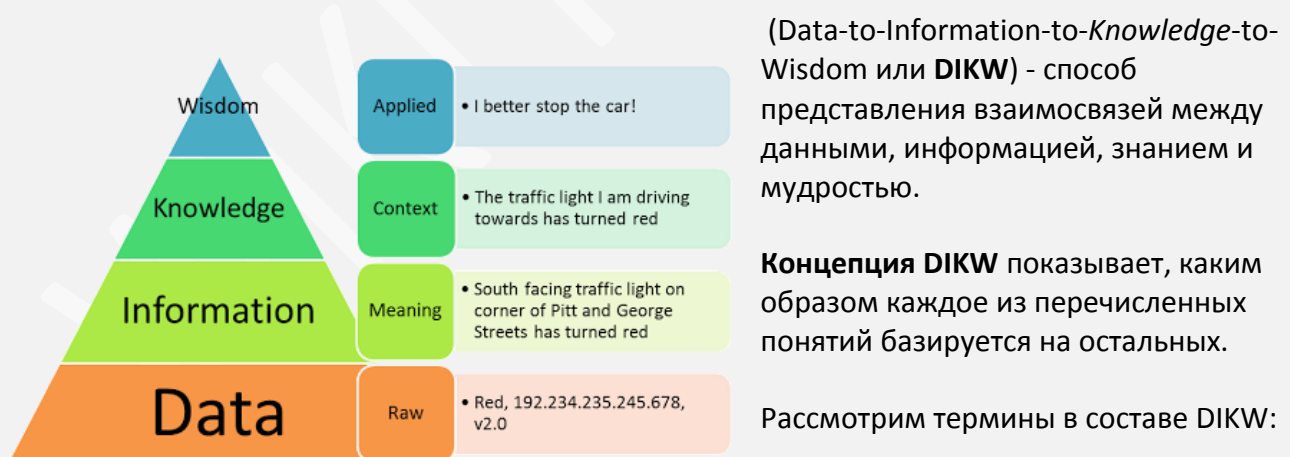 Wisdom
Applied
• I better stop the car!
Knowledge
Context
• The traffic light I am driving
towards has turned red
Information
Meaning
• South facing traffic light on
corner of Pitt and George
Streets has turned red
Data
Raw
• Red, 192.234.235.245.678,
v2.0
(Data-to-Information-to-Knowledge-to-
Wisdom или DIKW) - способ
представления взаимосвязей между
данными, информацией, знанием и
мудростью.
Концепция DIKW показывает, каким
образом каждое из перечисленных
понятий базируется на остальных.
Рассмотрим термины в составе DIKW: